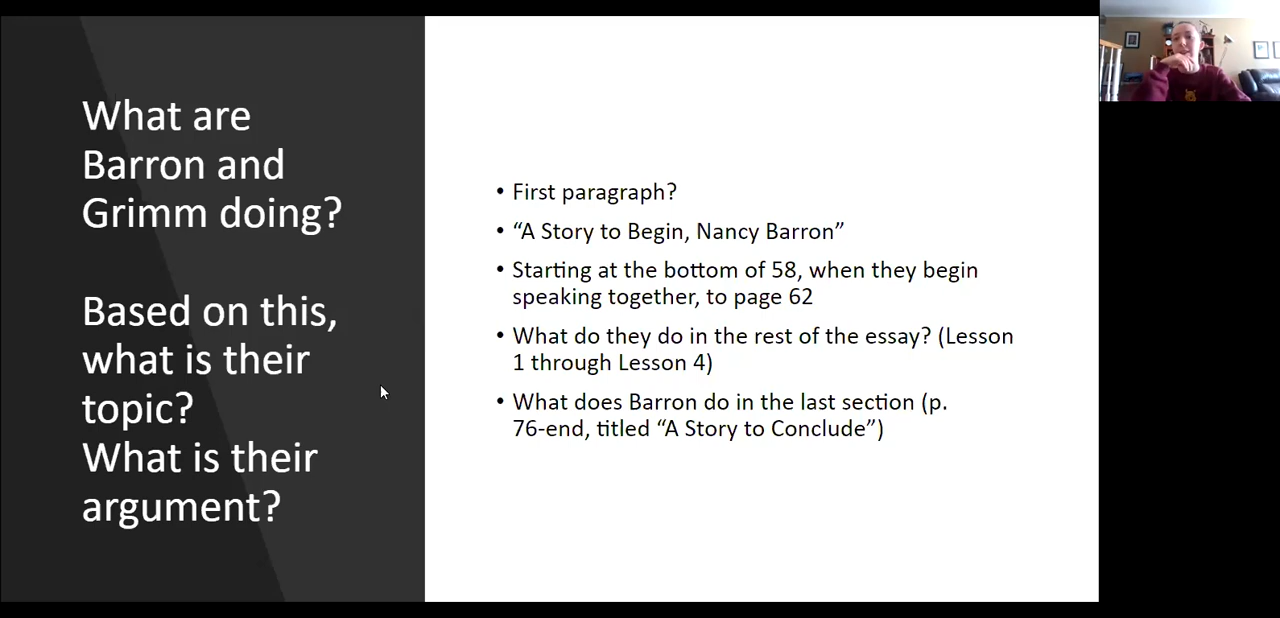 What are
Barron and
Grimm doing?
Based on this,
what is their
topic?
What is their
argument?
• First paragraph?
• “A Story to Begin, Nancy Barron”
• Starting at the bottom of 58, when they begin
speaking together, to page 62
• What do they do in the rest of the essay? (Lesson
1 through Lesson 4)
• What does Barron do in the last section (p.
76-end, titled “A Story to Conclude”)